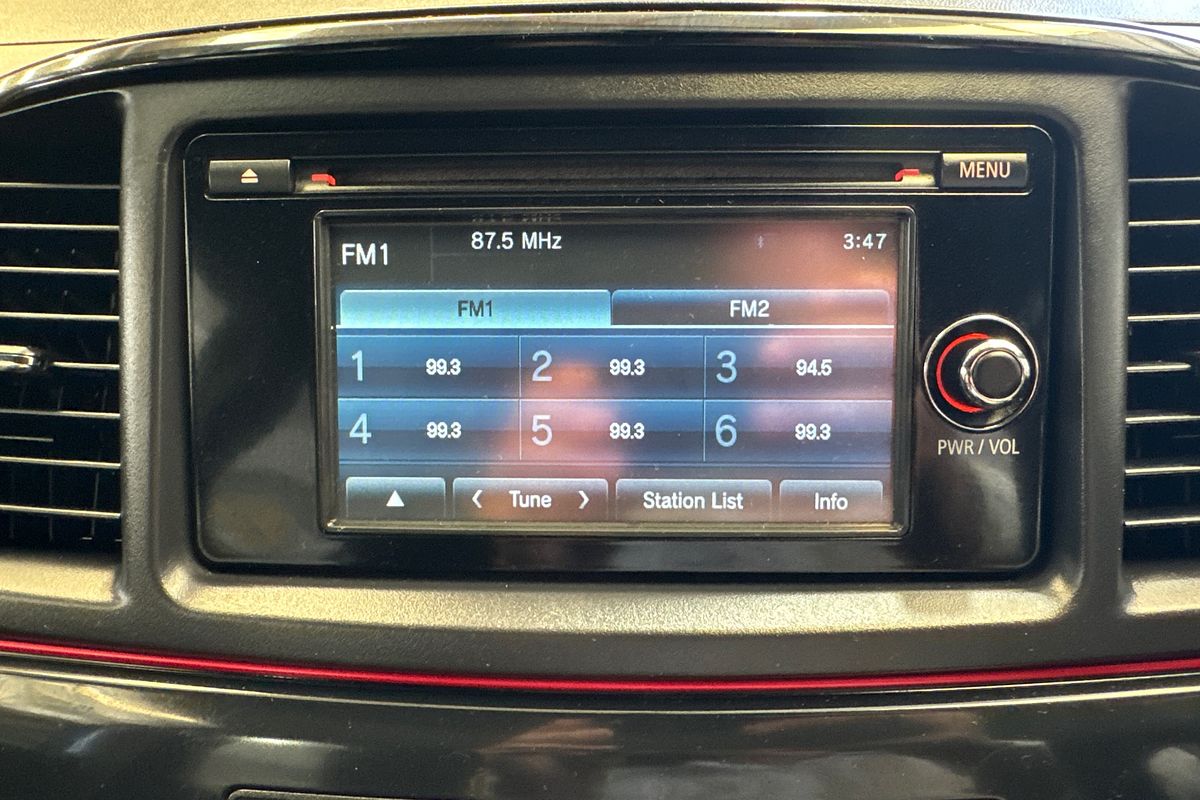 MENU
FM1 87.5 MHz 3:47
FM1 FM2
1 99.3 2 99.3 3 94.5
4 99.3 5 99.3 6 99.3
Tune Station List Info
PWR / VOL